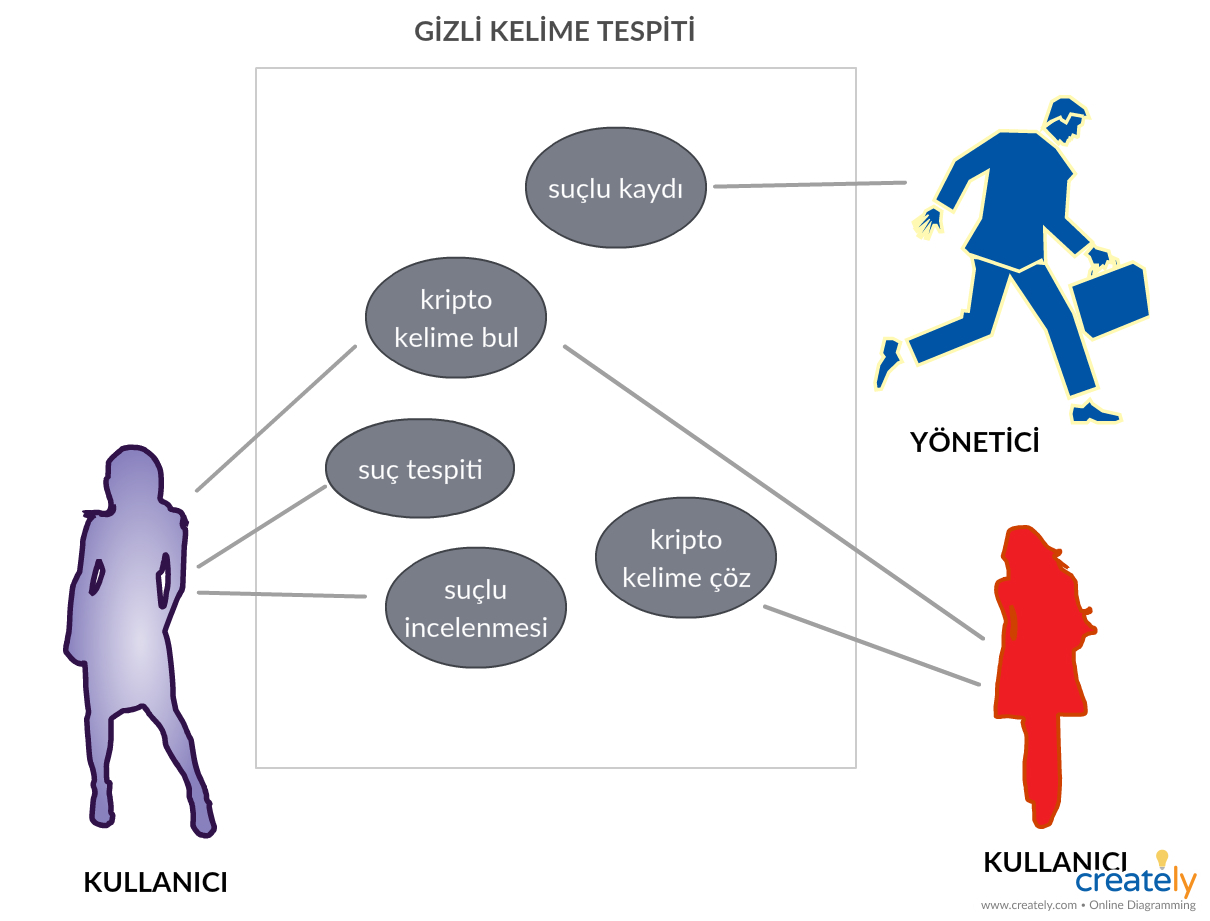 GİZLİ KELİME TESPİTİ
suçlu kaydı
kripto
kelime bul
YÖNETİCİ
suç tespiti
kripto
kelime çöz
suçlu
incelenmesi
KULLANICI
KULLANICI
creately
www.creately.com • Online Diagramming